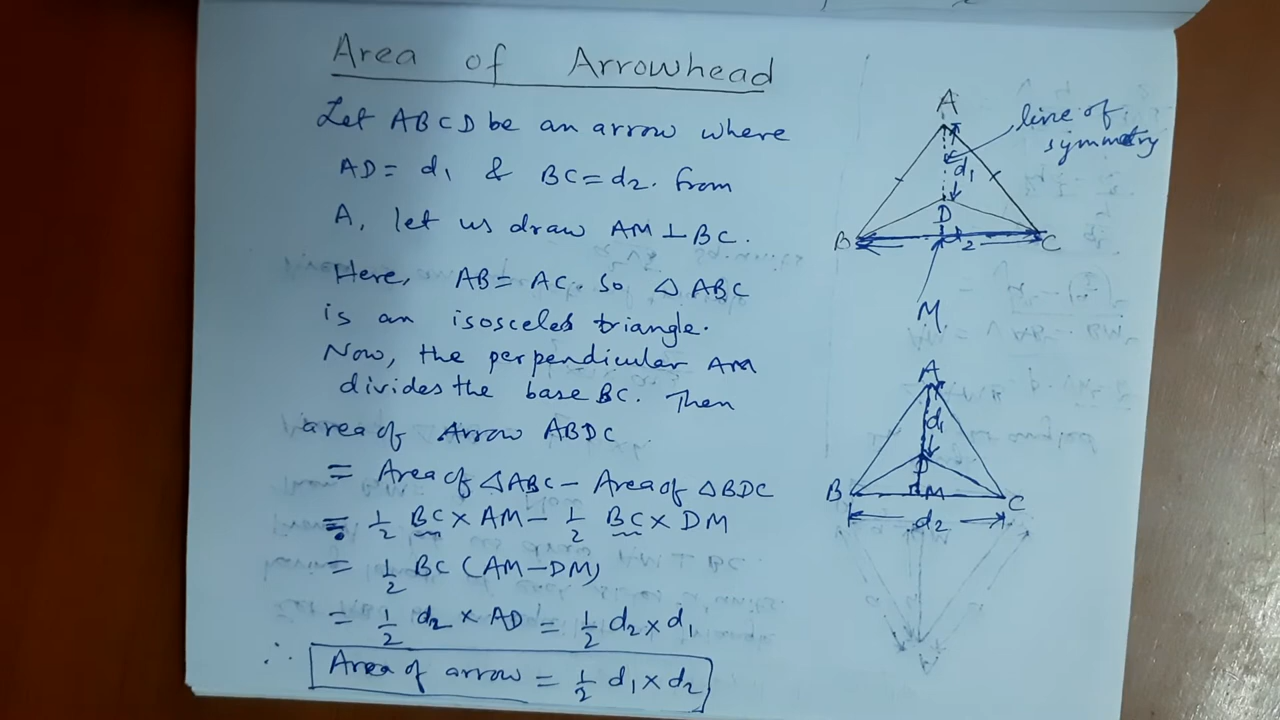 Area of Arrowhead
Let ABCD be an arrow where
AD = d₁ & BC = d₂. From
A, let us draw AM ⊥ BC.
Here, AB = AC. So △ ABC
is an isosceles triangle.
Now, the perpendicular AM
divides the base BC. Then
area of Arrow ABDC
= Area of △ABC − Area of △BDC
= 1/2 BC × AM − 1/2 BC × DM
= 1/2 BC (AM − DM)
= 1/2 d₂ × AD = 1/2 d₂ × d₁
∴ Area of arrow = 1/2 d₁ × d₂
A
line of
symmetry
d₁
D
B
d₂
C
M
A
d₁
D
B
M
C
d₂